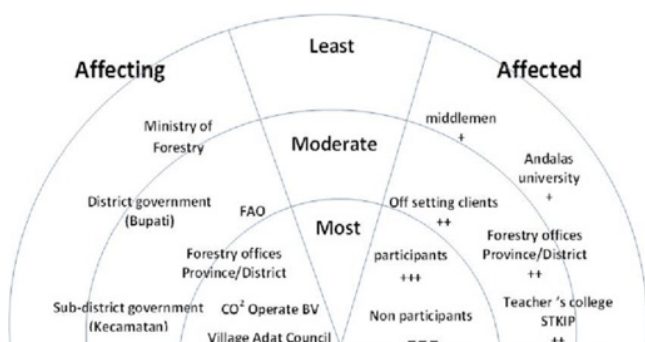 Least
Affecting
Affected
middlemen
+
Ministry of
Forestry
Moderate
Andalas
university
+
District government
(Bupati)
FAO
Off setting clients
++
Most
Forestry offices
Province/District
participants
+++
Forestry offices
Province/District
++
Sub-district government
(Kecamatan)
CO² Operate BV
Village Adat Council
Non participants
Teacher 's college
STKIP
++